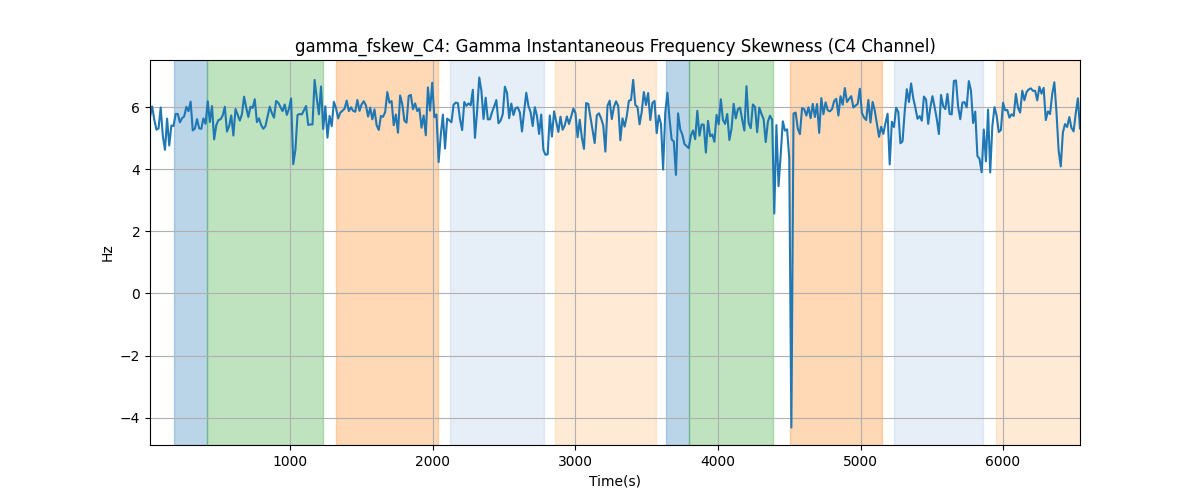 gamma_fskew_C4: Gamma Instantaneous Frequency Skewness (C4 Channel)
Hz
6
4
2
0
−2
−4
1000 2000 3000 4000 5000 6000
Time(s)